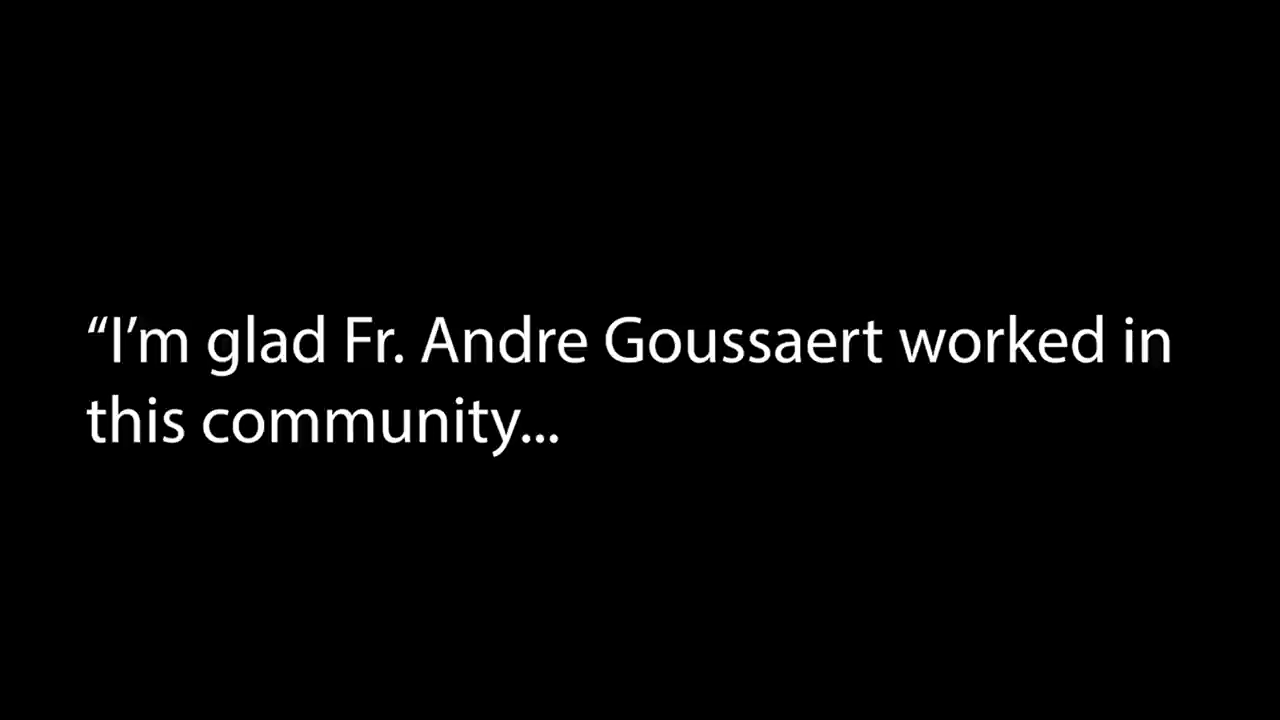 “I’m glad Fr. Andre Goussaert worked in
this community...